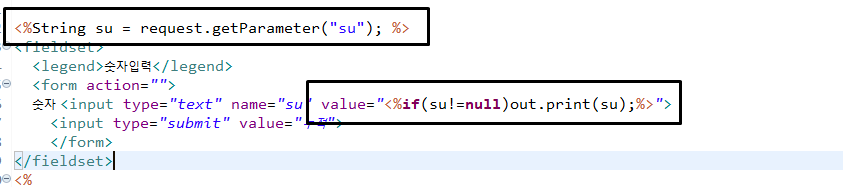 <%String su = request.getParameter("su"); %>
<fieldset>
<legend>숫자입력</legend>
<form action="">
숫자 <input type="text" name="su" value="<%if(su!=null)out.print(su);%>">
<input type="submit" value=">
</form>
</fieldset>
<%